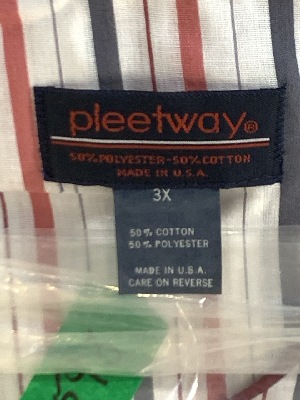 pleetway®
50% POLYESTER-50% COTTON
MADE IN U.S.A.
3X
50% COTTON
50% POLYESTER
MADE IN U.S.A.
CARE ON REVERSE